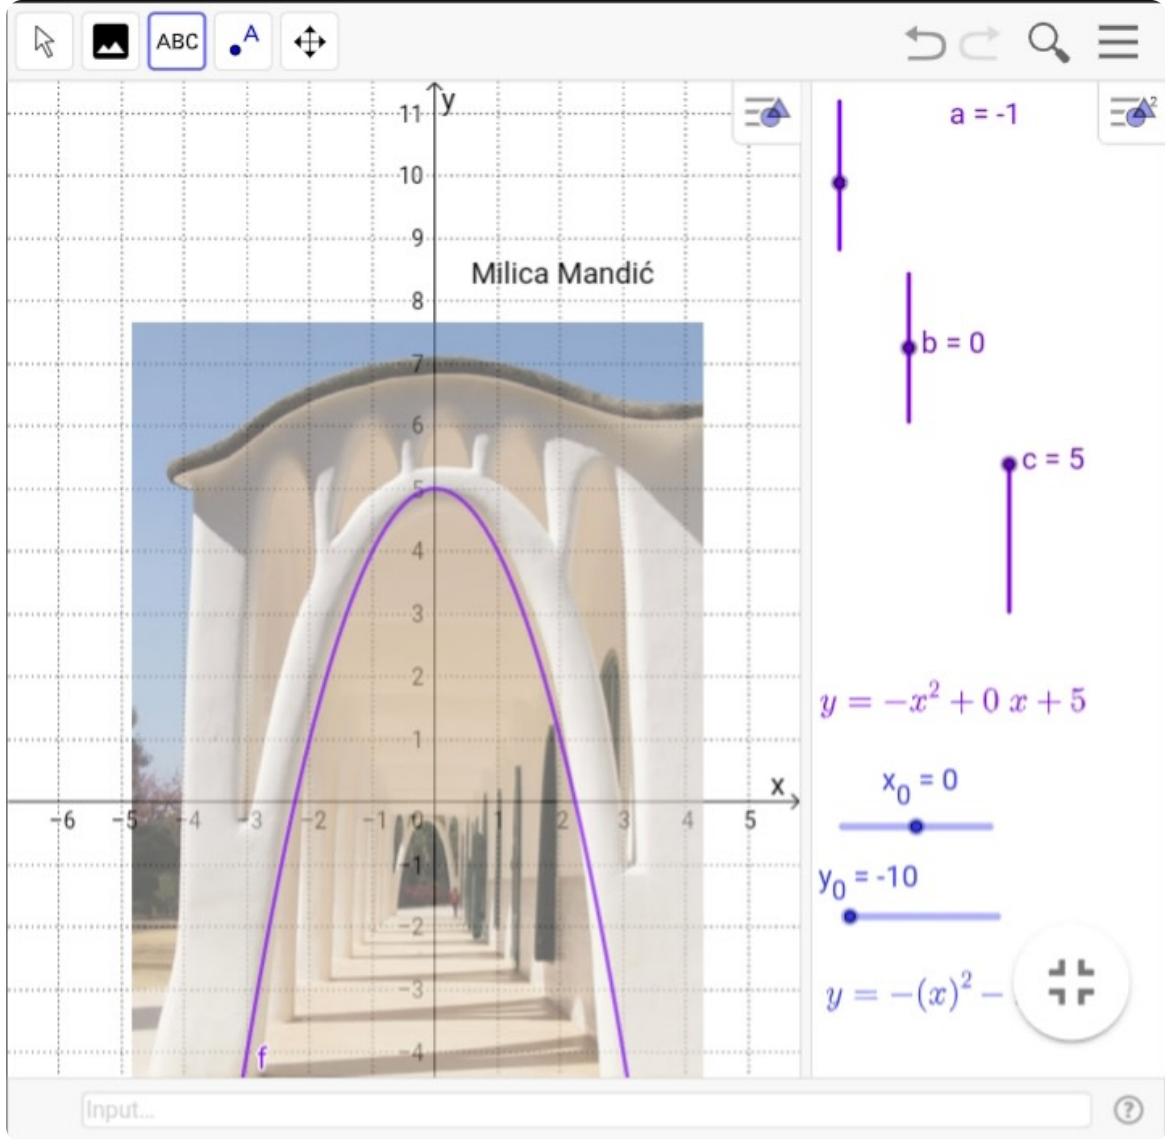 ABC
A
y
11
10
9
Milica Mandić
8
7
6
5
4
3
2
1
x
-6 -5 -4 -3 -2 -1 0 1 2 3 4 5
-1
-2
-3
-4
f
a = -1
2
b = 0
c = 5
y = -x² + 0 x + 5
x₀ = 0
y₀ = -10
y = -(x)² -
Input...
?